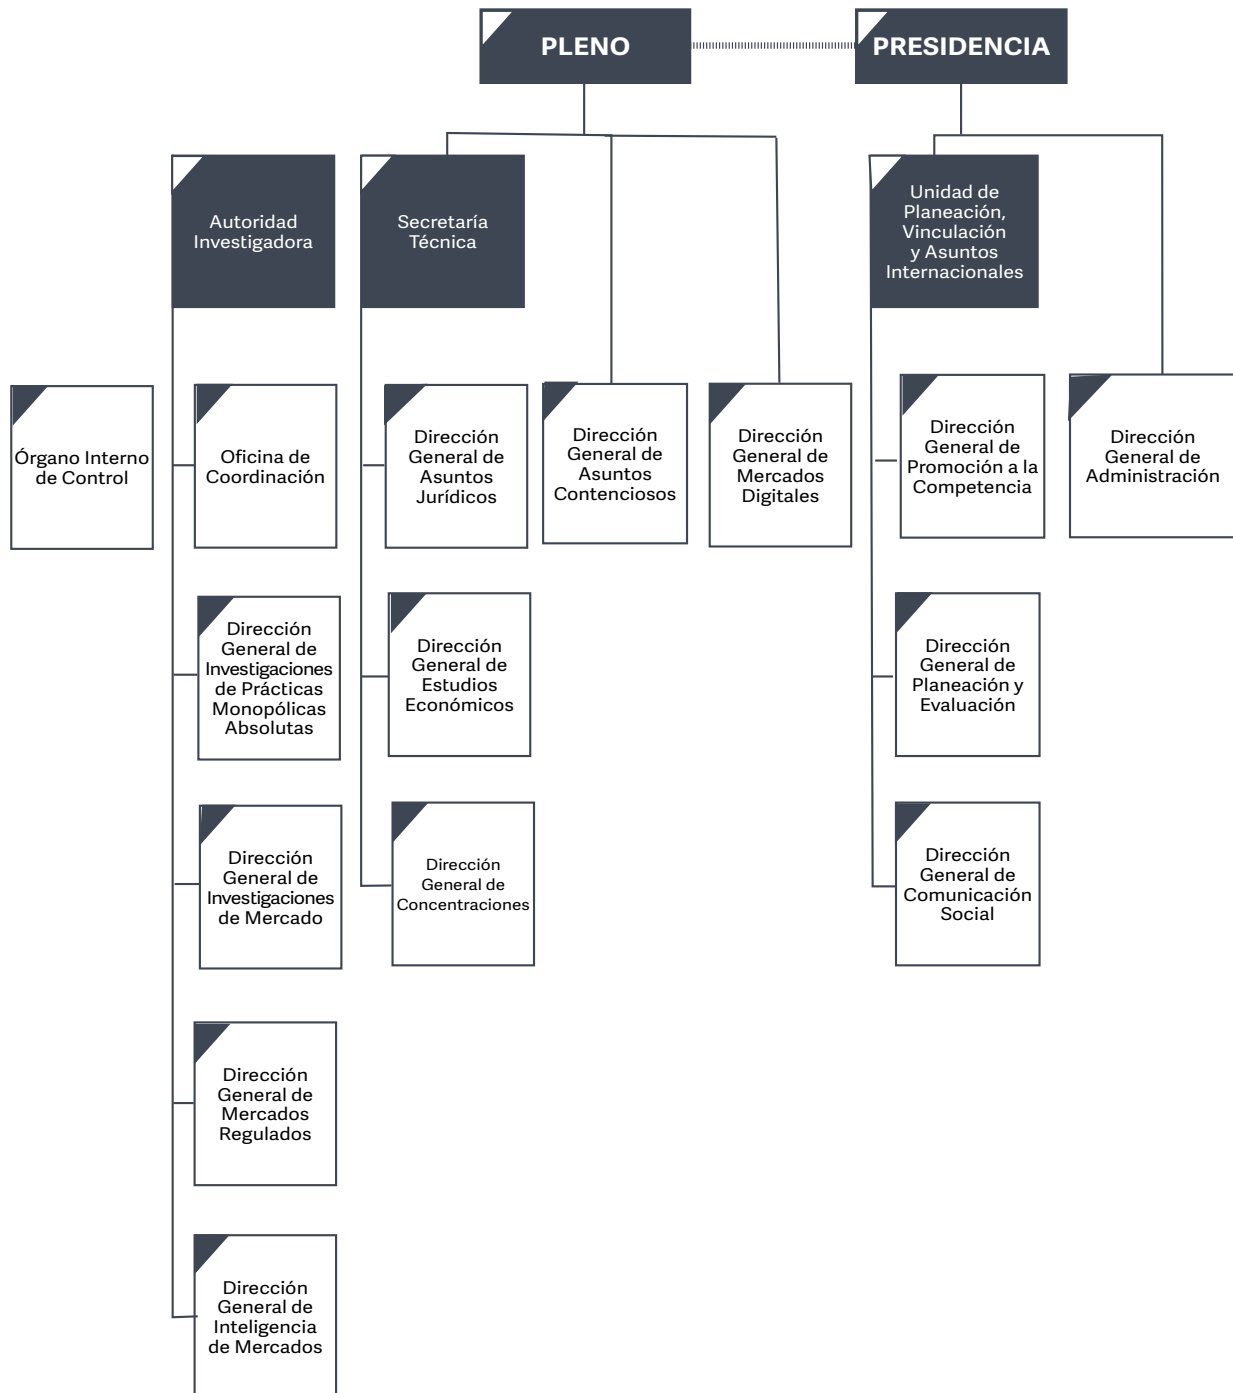 PLENO
PRESIDENCIA
Autoridad
Investigadora
Secretaría
Técnica
Unidad de
Planeación,
Vinculación
y Asuntos
Internacionales
Órgano Interno
de Control
Oficina de
Coordinación
Dirección
General de
Asuntos
Jurídicos
Dirección
General de
Asuntos
Contenciosos
Dirección
General de
Mercados
Digitales
Dirección
General de
Promoción a la
Competencia
Dirección
General de
Administración
Dirección
General de
Investigaciones
de Prácticas
Monopólicas
Absolutas
Dirección
General de
Estudios
Económicos
Dirección
General de
Planeación y
Evaluación
Dirección
General de
Investigaciones
de Mercado
Dirección
General de
Concentraciones
Dirección
General de
Comunicación
Social
Dirección
General de
Mercados
Regulados
Dirección
General de
Inteligencia
de Mercados